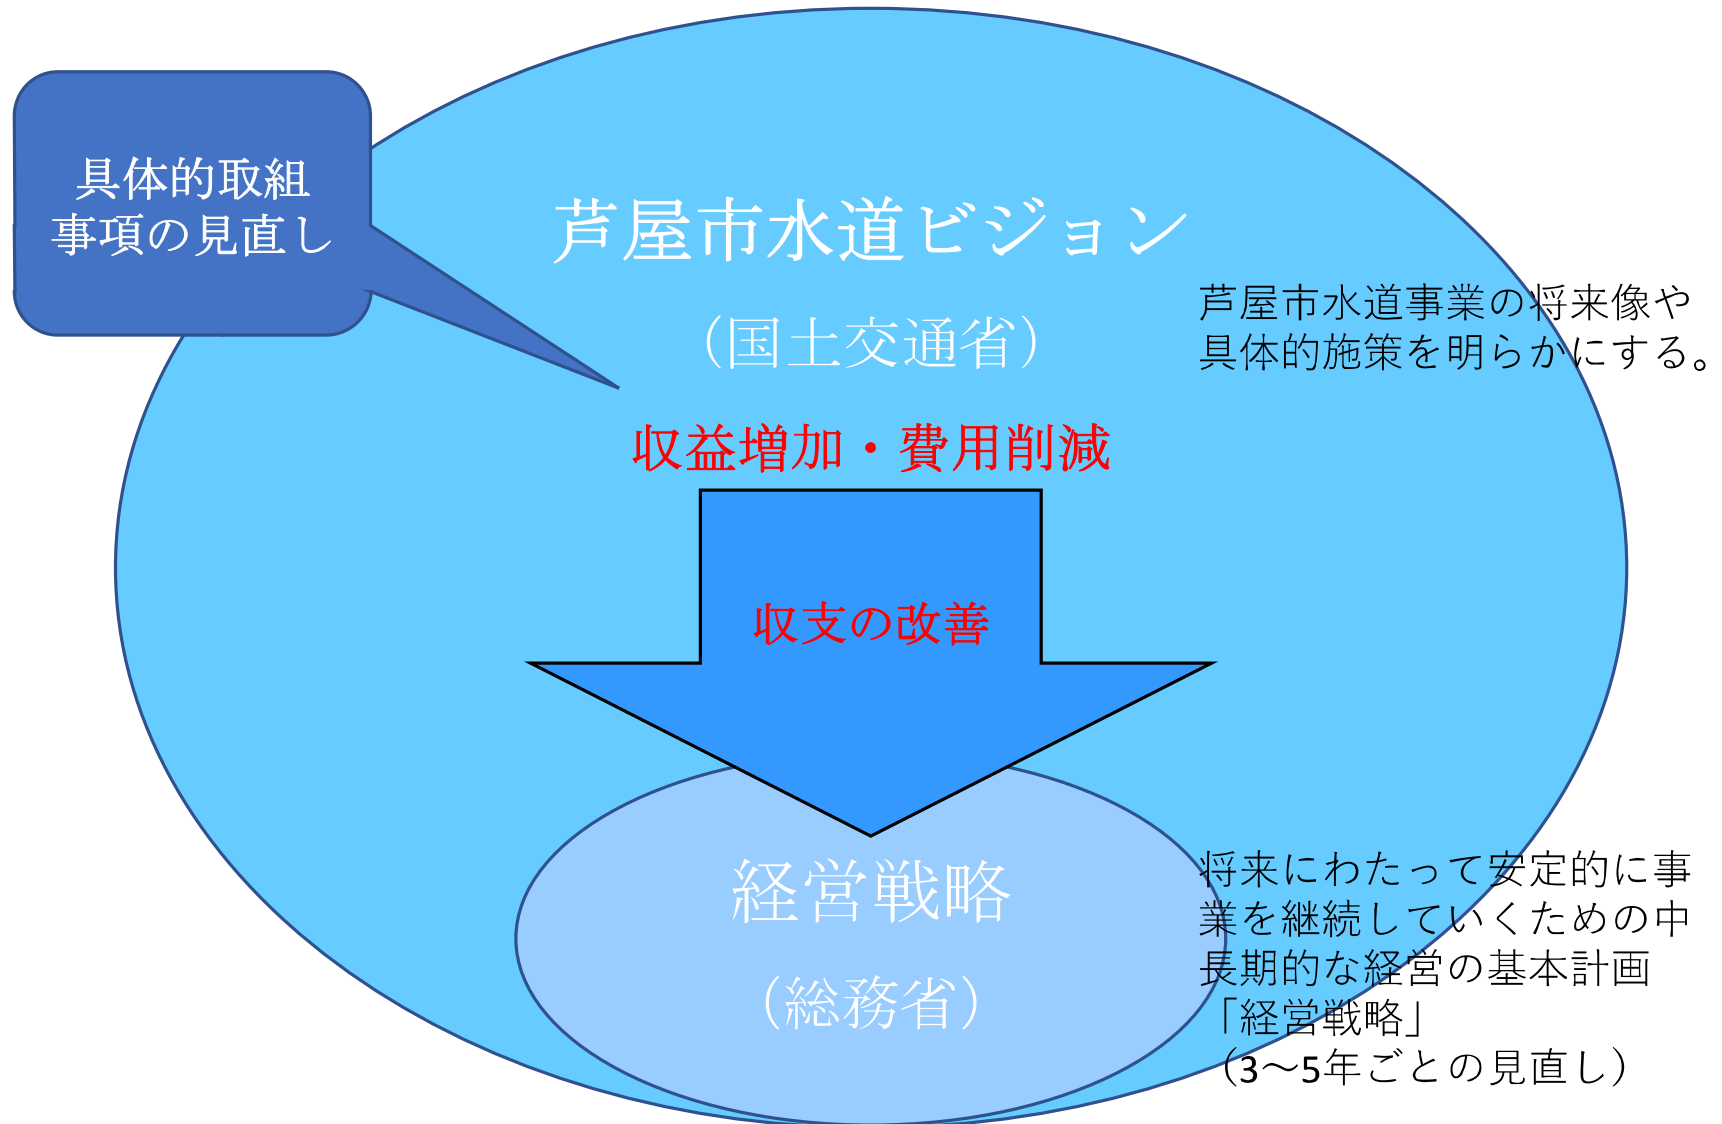 具体的取組
事項の見直し
芦屋市水道ビジョン
（国土交通省）
芦屋市水道事業の将来像や
具体的施策を明らかにする。
収益増加・費用削減
収支の改善
経営戦略
（総務省）
将来にわたって安定的に事
業を継続していくための中
長期的な経営の基本計画
「経営戦略」
（3～5年ごとの見直し）